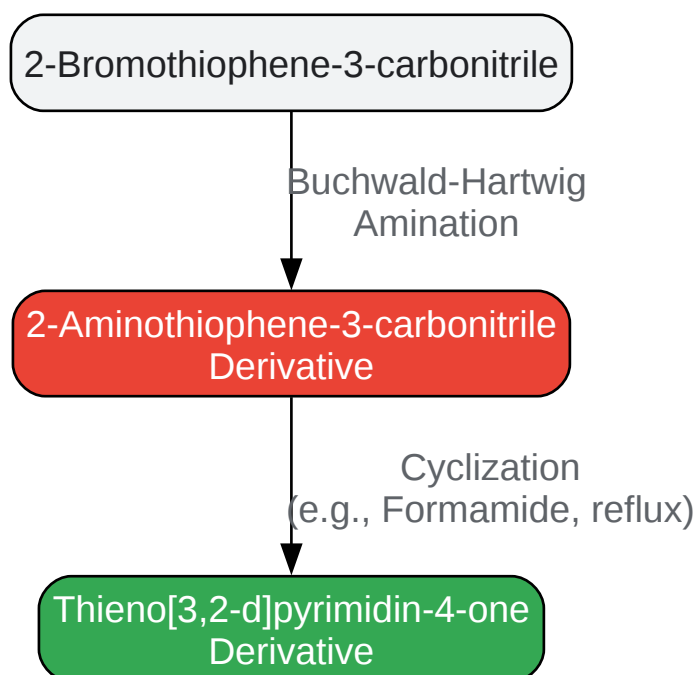 2-Bromothiophene-3-carbonitrile
Buchwald-Hartwig
Amination
2-Aminothiophene-3-carbonitrile
Derivative
Cyclization
(e.g., Formamide, reflux)
Thieno[3,2-d]pyrimidin-4-one
Derivative